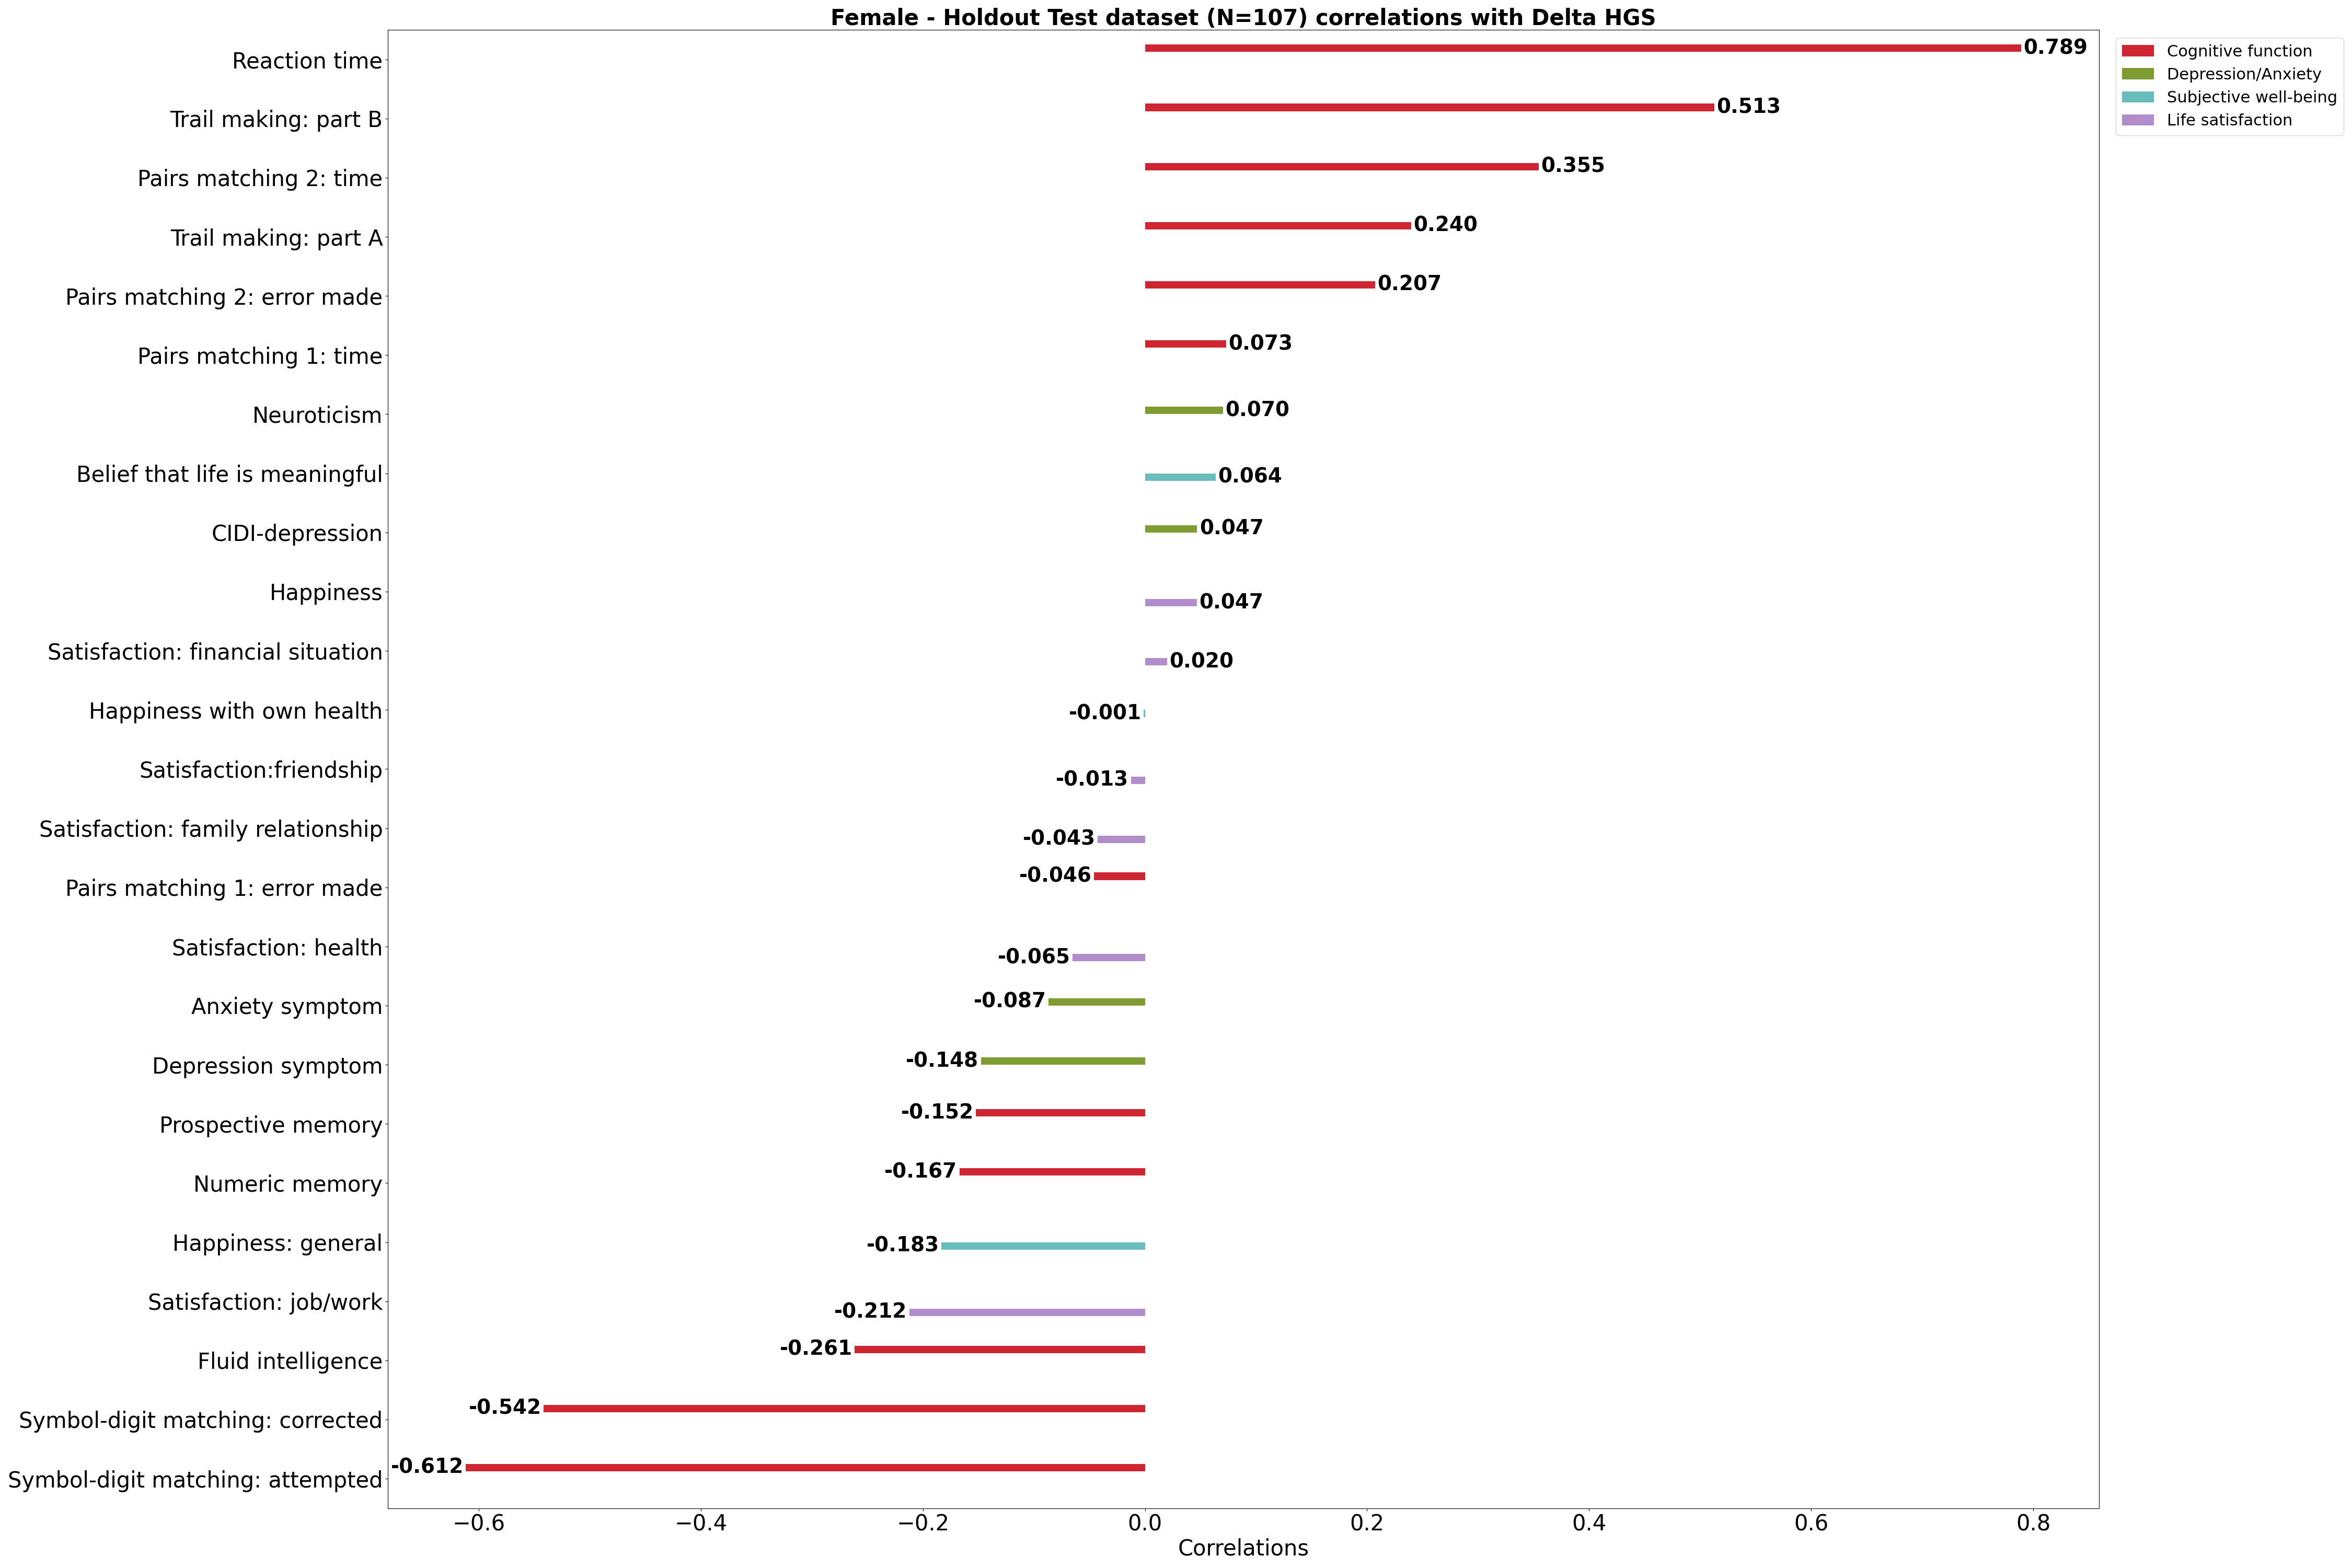 Female - Holdout Test dataset (N=107) correlations with Delta HGS
Cognitive function
Depression/Anxiety
Subjective well-being
Life satisfaction
Reaction time 0.789
Trail making: part B 0.513
Pairs matching 2: time 0.355
Trail making: part A 0.240
Pairs matching 2: error made 0.207
Pairs matching 1: time 0.073
Neuroticism 0.070
Belief that life is meaningful 0.064
CIDI-depression 0.047
Happiness 0.047
Satisfaction: financial situation 0.020
Happiness with own health -0.001
Satisfaction:friendship -0.013
Satisfaction: family relationship -0.043
Pairs matching 1: error made -0.046
Satisfaction: health -0.065
Anxiety symptom -0.087
Depression symptom -0.148
Prospective memory -0.152
Numeric memory -0.167
Happiness: general -0.183
Satisfaction: job/work -0.212
Fluid intelligence -0.261
Symbol-digit matching: corrected -0.542
Symbol-digit matching: attempted -0.612
−0.6 −0.4 −0.2 0.0 0.2 0.4 0.6 0.8
Correlations